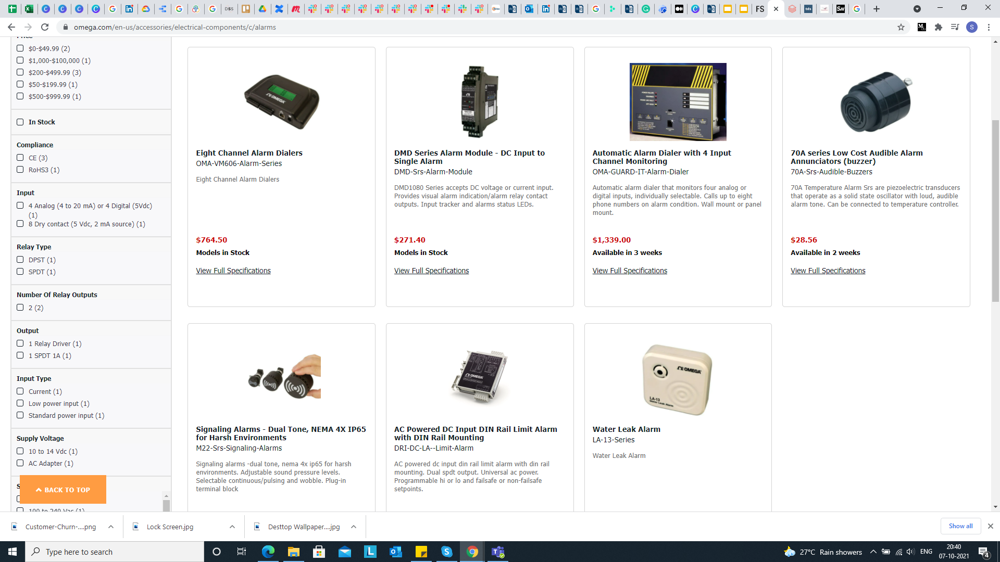 DSS
FS
tds
SW
omega.com/en-us/accessories/electrical-components/c/alarms
S
$0-$49.99 (2)
$1,000-$100,000 (1)
$200-$499.99 (3)
$50-$199.99 (1)
$500-$999.99 (1)
In Stock
Compliance
CE (3)
RoHS3 (1)
Input
4 Analog (4 to 20 mA) or 4 Digital (5Vdc)
(1)
8 Dry contact (5 Vdc, 2 mA source) (1)
Relay Type
DPST (1)
SPDT (1)
Number Of Relay Outputs
2 (2)
Output
1 Relay Driver (1)
1 SPDT 1A (1)
Input Type
Current (1)
Low power input (1)
Standard power input (1)
Supply Voltage
10 to 14 Vdc (1)
AC Adapter (1)
BACK TO TOP
100 to 240 Vac (1)
OMEGA
Eight Channel Alarm Dialers
OMA-VM606-Alarm-Series
Eight Channel Alarm Dialers
$764.50
Models in Stock
View Full Specifications
DMD Series Alarm Module - DC Input to
Single Alarm
DMD-Srs-Alarm-Module
DMD1080 Series accepts DC voltage or current input.
Provides visual alarm indication/alarm relay contact
outputs. Input tracker and alarms status LEDs.
$271.40
Models in Stock
View Full Specifications
Automatic Alarm Dialer with 4 Input
Channel Monitoring
OMA-GUARD-IT-Alarm-Dialer
Automatic alarm dialer that monitors four analog or
digital inputs, individually selectable. Calls up to eight
phone numbers on alarm condition. Wall mount or panel
mount.
$1,339.00
Available in 3 weeks
View Full Specifications
70A series Low Cost Audible Alarm
Annunciators (buzzer)
70A-Srs-Audible-Buzzers
70A Temperature Alarm Srs are piezoelectric transducers
that operate as a solid state oscillator with loud, audible
alarm tone. Can be connected to temperature controller.
$28.56
Available in 2 weeks
View Full Specifications
Signaling Alarms - Dual Tone, NEMA 4X IP65
for Harsh Environments
M22-Srs-Signaling-Alarms
Signaling alarms -dual tone, nema 4x ip65 for harsh
environments. Adjustable sound pressure levels.
Selectable continuous/pulsing and wobble. Plug-in
terminal block
OMEGA
AC Powered DC Input DIN Rail Limit Alarm
with DIN Rail Mounting
DRI-DC-LA--Limit-Alarm
AC powered dc input din rail limit alarm with din rail
mounting. Dual spdt output. Universal ac power.
Programmable hi or lo and failsafe or non-failsafe
setpoints.
OMEGA
LA-13
Water Leak Alarm
Water Leak Alarm
LA-13-Series
Water Leak Alarm
Customer-Churn-....png
Lock Screen.jpg
Desttop Wallpaper....jpg
Show all
Type here to search
27°C Rain showers
ENG
20:40
07-10-2021
4